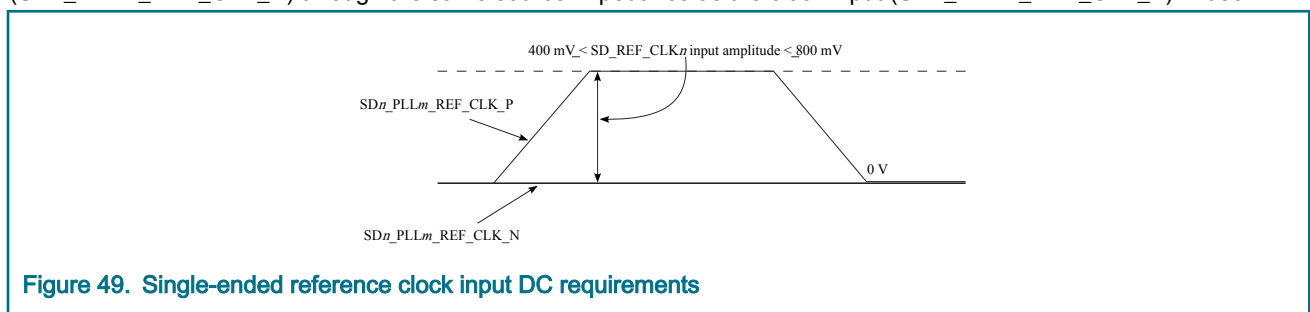 400 mV < SD_REF_CLKn input amplitude < 800 mV
SDn_PLLm_REF_CLK_P
0 V
SDn_PLLm_REF_CLK_N
Figure 49. Single-ended reference clock input DC requirements